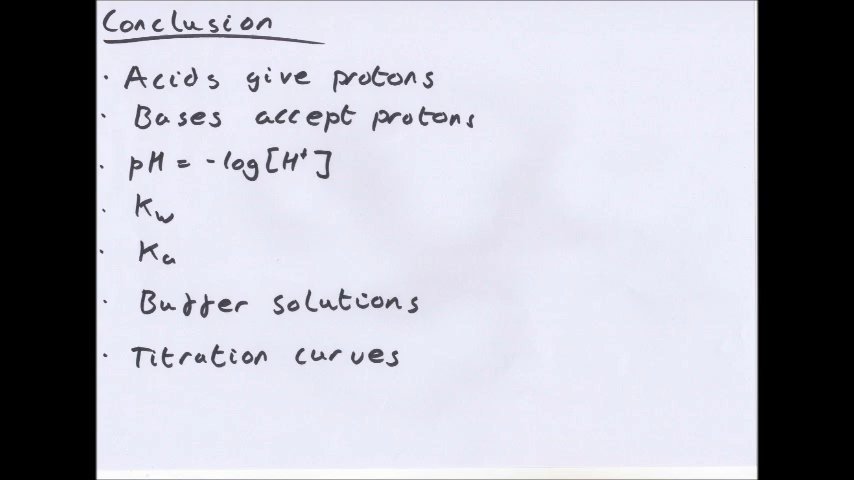 Conclusion
· Acids give protons
· Bases accept protons
· pH = -log[H⁺]
· Kw
· Ka
· Buffer solutions
· Titration curves